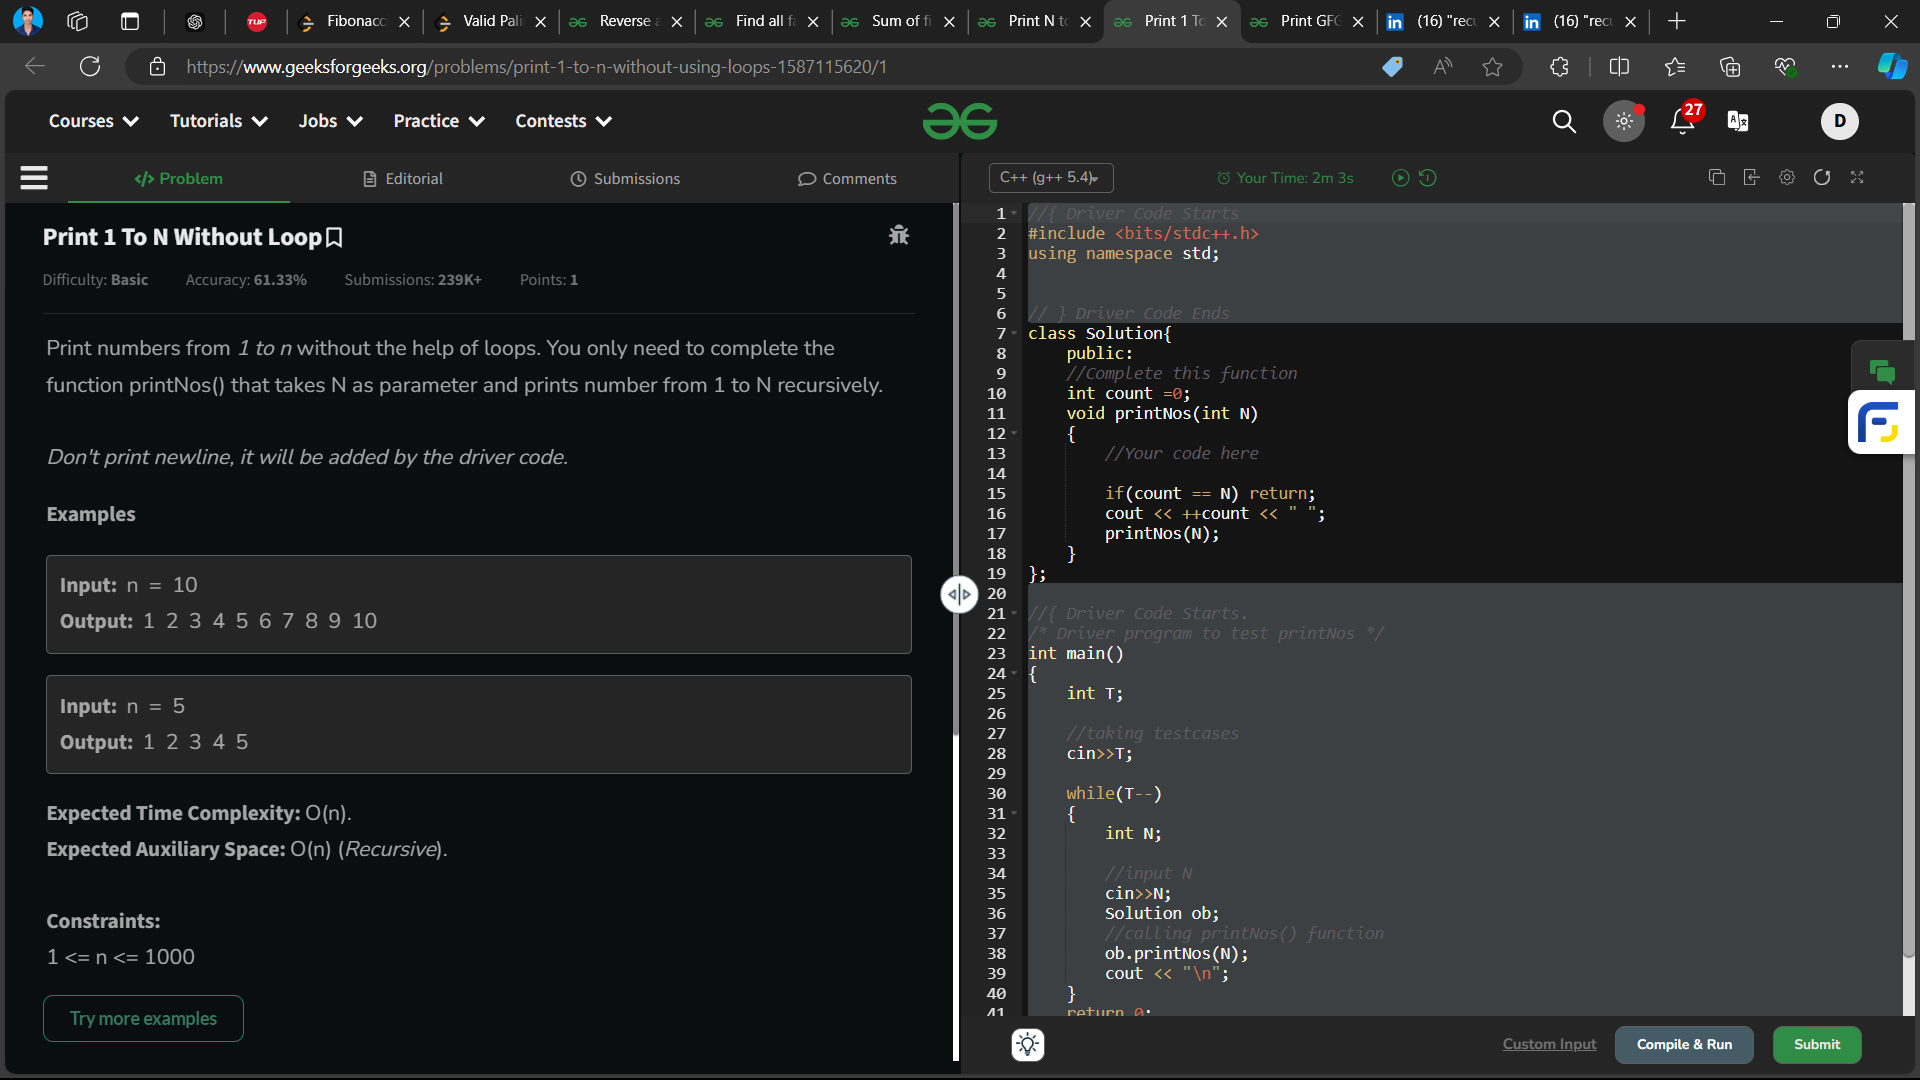 TUF
Fibonacc
Valid Pali
Reverse a
Find all fa
Sum of fi
Print N to
Print 1 To
Print GFG
in (16) "recu
in (16) "recu
https://www.geeksforgeeks.org/problems/print-1-to-n-without-using-loops-1587115620/1
Courses Tutorials Jobs Practice Contests
27
D
</> Problem Editorial Submissions Comments
C++ (g++ 5.4)
Your Time: 2m 3s
Print 1 To N Without Loop
Difficulty: Basic Accuracy: 61.33% Submissions: 239K+ Points: 1
Print numbers from 1 to n without the help of loops. You only need to complete the
function printNos() that takes N as parameter and prints number from 1 to N recursively.
Don't print newline, it will be added by the driver code.
Examples
Input: n = 10
Output: 1 2 3 4 5 6 7 8 9 10
Input: n = 5
Output: 1 2 3 4 5
Expected Time Complexity: O(n).
Expected Auxiliary Space: O(n) (Recursive).
Constraints:
1 <= n <= 1000
Try more examples
1 //{ Driver Code Starts
2 #include <bits/stdc++.h>
3 using namespace std;
4
5
6 // } Driver Code Ends
7 class Solution{
8 public:
9 //Complete this function
10 int count =0;
11 void printNos(int N)
12 {
13 //Your code here
14
15 if(count == N) return;
16 cout << ++count << " ";
17 printNos(N);
18 }
19 };
20
21 //{ Driver Code Starts.
22 /* Driver program to test printNos */
23 int main()
24 {
25 int T;
26
27 //taking testcases
28 cin>>T;
29
30 while(T--)
31 {
32 int N;
33
34 //input N
35 cin>>N;
36 Solution ob;
37 //calling printNos() function
38 ob.printNos(N);
39 cout << "\n";
40 }
41 return 0;
Custom Input
Compile & Run
Submit